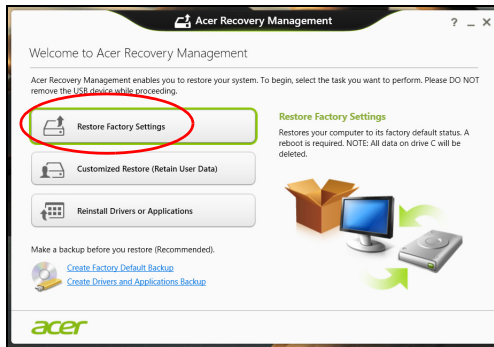 Acer Recovery Management
? _ X
Welcome to Acer Recovery Management
Acer Recovery Management enables you to restore your system. To begin, select the task you want to perform. Please DO NOT
remove the USB device while proceeding.
Restore Factory Settings
Customized Restore (Retain User Data)
Reinstall Drivers or Applications
Restore Factory Settings
Restores your computer to its factory default status. A
reboot is required. NOTE: All data on drive C will be
deleted.
Make a backup before you restore (Recommended).
Create Factory Default Backup
Create Drivers and Applications Backup
acer